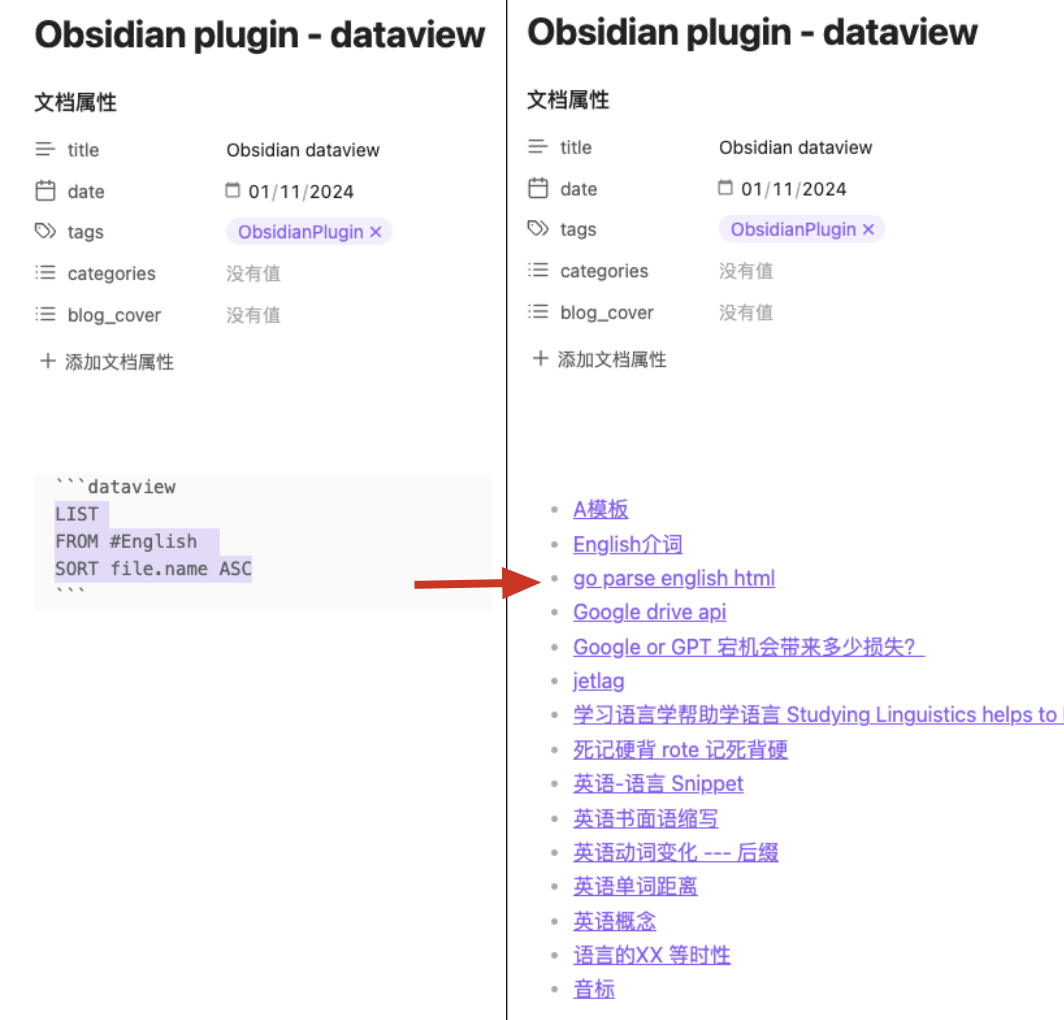 Obsidian plugin - dataview
文档属性
title Obsidian dataview
date 01/11/2024
tags ObsidianPlugin ×
categories 没有值
blog_cover 没有值
+ 添加文档属性
```dataview
LIST
FROM #English
SORT file.name ASC
```
Obsidian plugin - dataview
文档属性
title Obsidian dataview
date 01/11/2024
tags ObsidianPlugin ×
categories 没有值
blog_cover 没有值
+ 添加文档属性
A模板
English介词
go parse english html
Google drive api
Google or GPT 宕机会带来多少损失？
jetlag
学习语言学帮助学语言 Studying Linguistics helps to
死记硬背 rote 记死背硬
英语-语言 Snippet
英语书面语缩写
英语动词变化 --- 后缀
英语单词距离
英语概念
语言的XX 等时性
音标